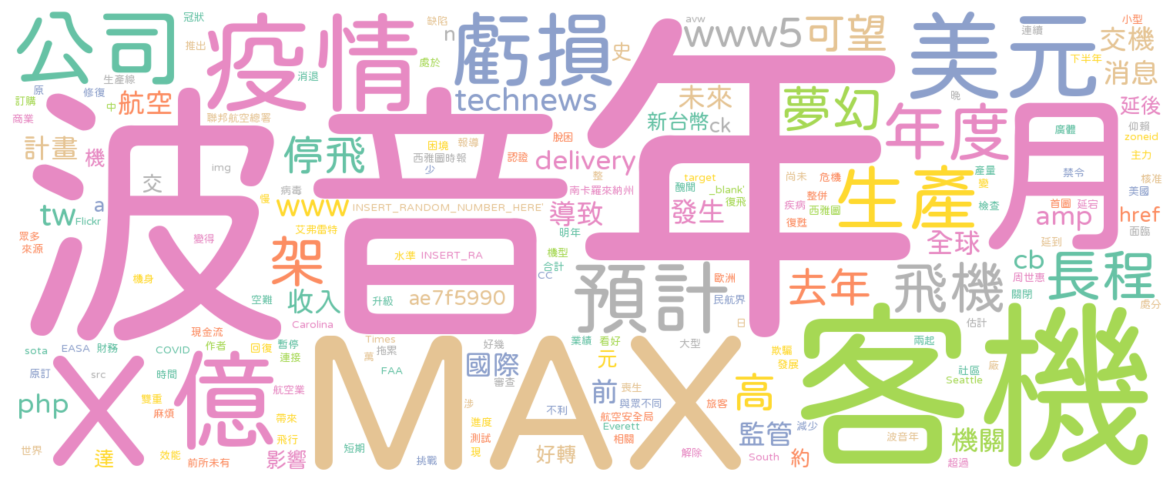 公司
疫情
虧損
www5
可望
美元
交機
消息
小型
下半年
連續
冠狀
推出
缺陷
處於
消退
史
n
avw
生產線
原
修復
訂購
中
商業
航空
聯邦航空總署
technews
未來
新台幣
ck
夢幻
年度
延後
仰賴
zoneid
主力
核准
廣體
禁令
美國
計畫
機
交
img
停飛
困境
報導
西雅圖時報
少
認證
脫困
delivery
整
南卡羅來納州
target
_blank'
醜聞
復飛
尚未
危機
疾病
整併
西雅圖
復甦
生產
產量
變
檢查
首圖
延宕
延到
amp
href
面臨
月
波音
年
tw
Flickr
a
病毒
慢
www
INSERT_RANDOM_NUMBER_HERE'
導致
發生
明年
眾多
來源
變得
架
艾弗雷特
水準
INSERT_RA
機型
合計
CC
全球
cb
周世惠
關閉
長程
處分
機身
空難
收入
升級
ae7f5990
預計
歐洲
民航界
日
去年
飛機
估計
現金流
Carolina
sota
EASA
財務
作者
COVID
回復
暫停
連接
Times
拖累
萬
好幾
審查
國際
業績
看好
元
大型
欺騙
發展
兩起
廠
原訂
src
時間
FAA
喪生
前
與眾不同
旅客
高
社區
Seattle
客機
php
X
億
雙重
麻煩
航空業
帶來
飛行
MAX
涉
進度
測試
現
不利
航空安全局
Everett
相關
監管
減少
機關
波音年
世界
達
效能
前所未有
影響
短期
挑戰
好轉
解除
South
約
超過
晚